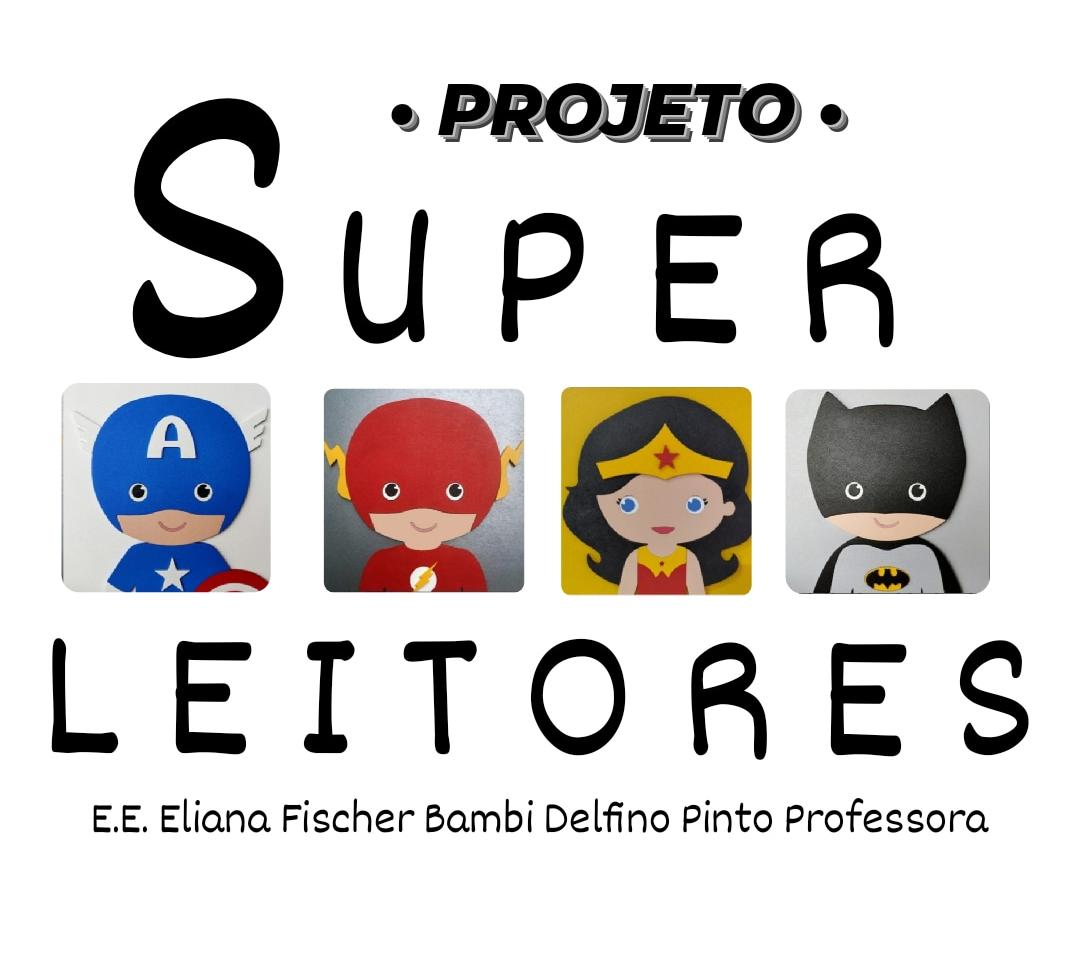 • PROJETO •
SUPER
A
LEITORES
E.E. Eliana Fischer Bambi Delfino Pinto Professora